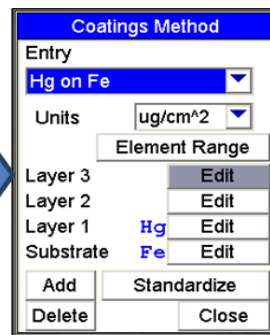 Coatings Method
Entry
Hg on Fe
Units ug/cm^2
Element Range
Layer 3 Edit
Layer 2 Edit
Layer 1 Hg Edit
Substrate Fe Edit
Add Standardize
Delete Close